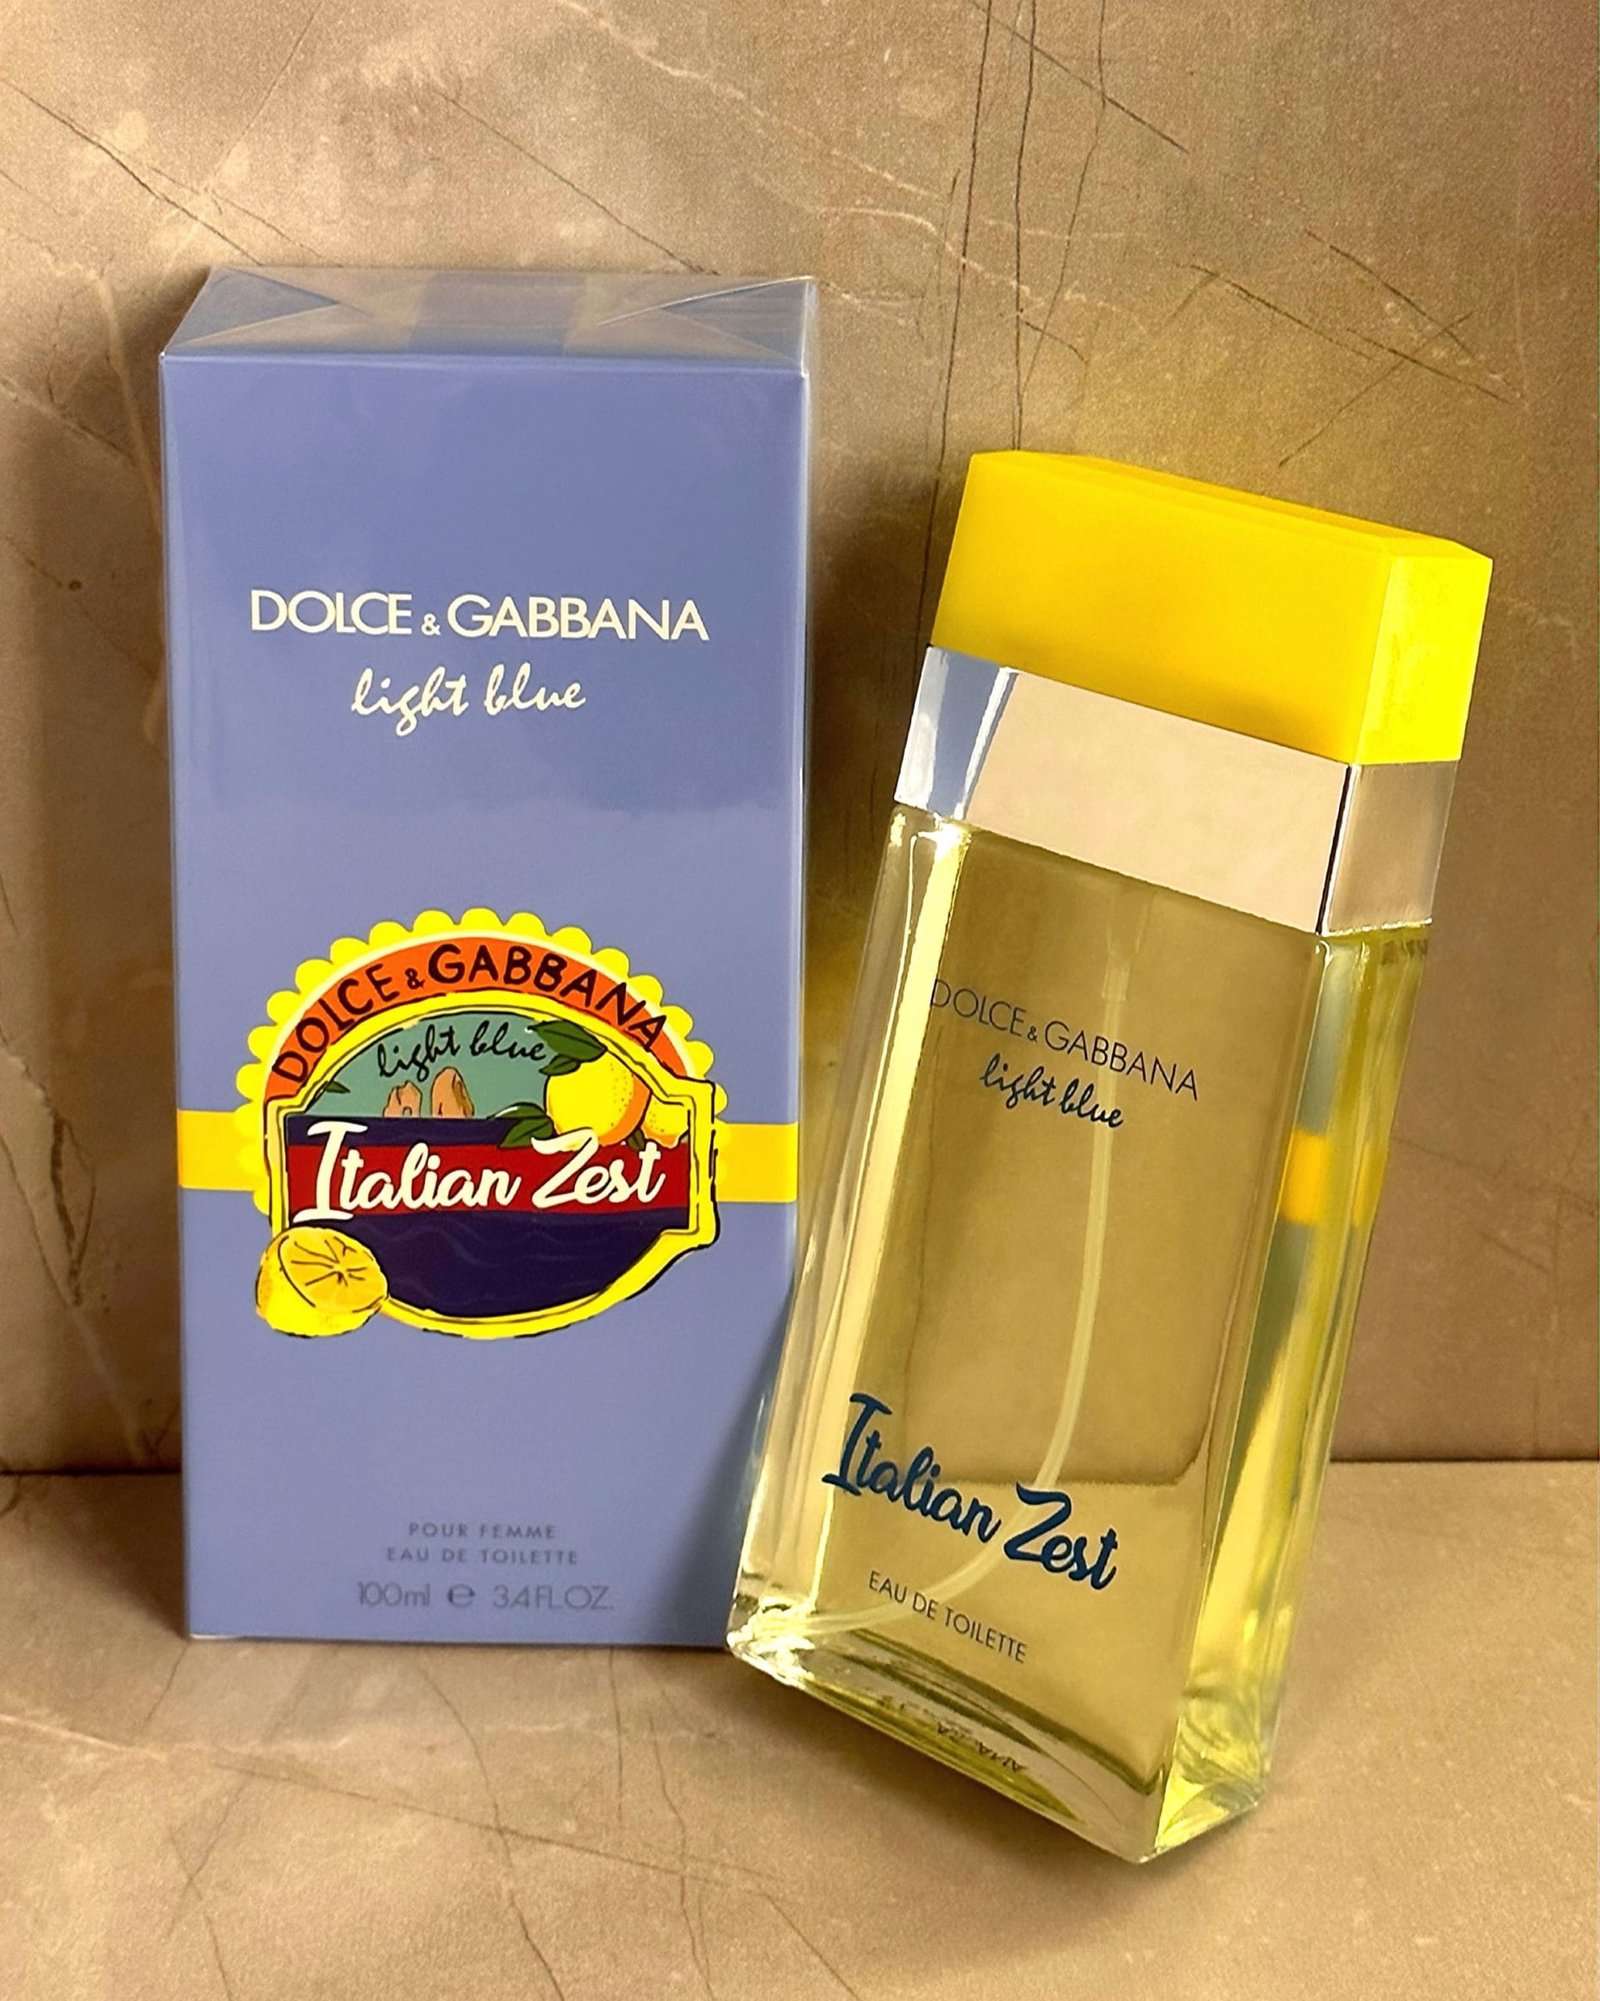 DOLCE & GABBANA
light blue
DOLCE & GABBANA
light blue
Italian Zest
POUR FEMME
EAU DE TOILETTE
100ml e 3.4FL.OZ.
DOLCE & GABBANA
light blue
Italian Zest
EAU DE TOILETTE